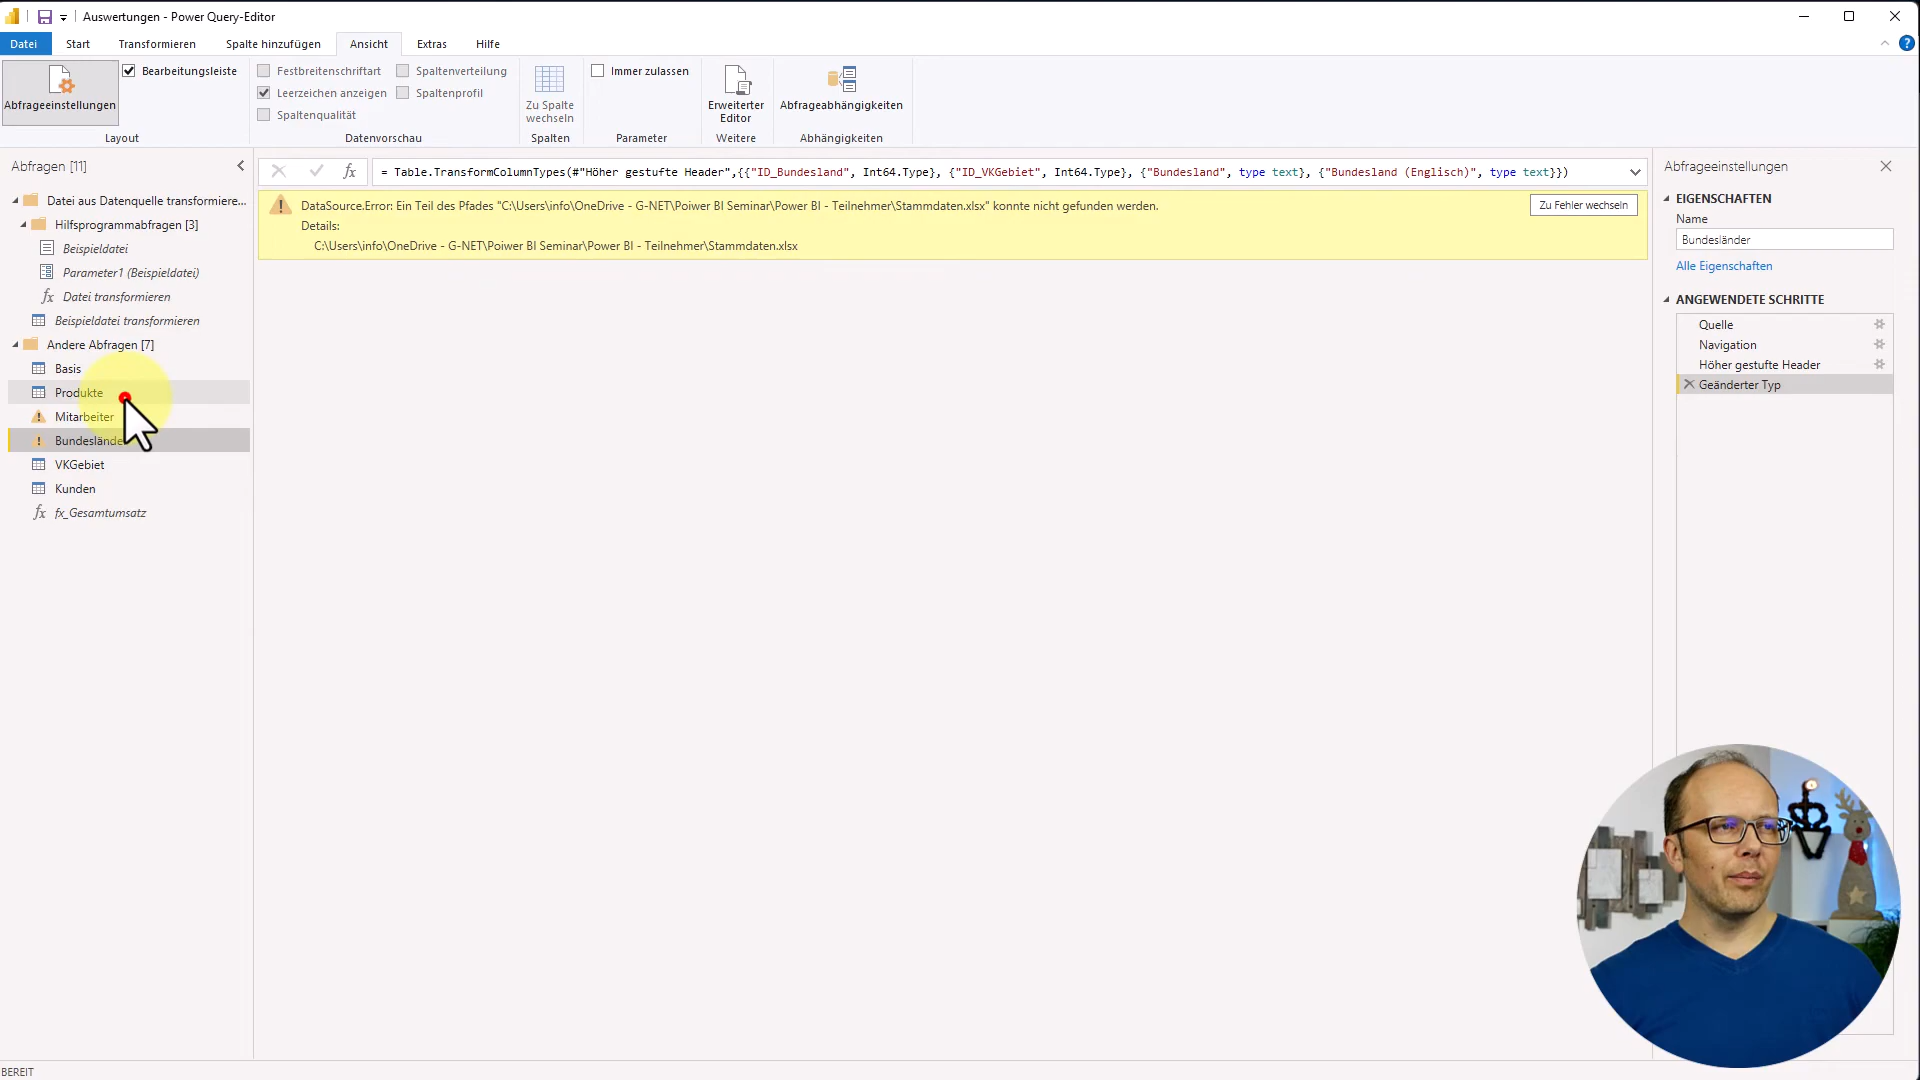 Auswertungen - Power Query-Editor
Datei Start Transformieren Spalte hinzufügen Ansicht Extras Hilfe
Abfrageeinstellungen
Bearbeitungsleiste
Layout
Festbreitenschriftart
Leerzeichen anzeigen
Spaltenqualität
Spaltenverteilung
Spaltenprofil
Datenvorschau
Zu Spalte
wechseln
Spalten
Immer zulassen
Parameter
Erweiterter
Editor
Weitere
Abfrageabhängigkeiten
Abhängigkeiten
Abfragen [11]
Datei aus Datenquelle transformiere...
Hilfsprogrammabfragen [3]
Beispieldatei
Parameter1 (Beispieldatei)
fx Datei transformieren
Beispieldatei transformieren
Andere Abfragen [7]
Basis
Produkte
Mitarbeiter
Bundeslände
VKGebiet
Kunden
fx fx_Gesamtumsatz
fx = Table.TransformColumnTypes(#"Höher gestufte Header",{{"ID_Bundesland", Int64.Type}, {"ID_VKGebiet", Int64.Type}, {"Bundesland", type text}, {"Bundesland (Englisch)", type text}})
DataSource.Error: Ein Teil des Pfades "C:\Users\info\OneDrive - G-NET\Poiwer BI Seminar\Power BI - Teilnehmer\Stammdaten.xlsx" konnte nicht gefunden werden.
Zu Fehler wechseln
Details:
C:\Users\info\OneDrive - G-NET\Poiwer BI Seminar\Power BI - Teilnehmer\Stammdaten.xlsx
Abfrageeinstellungen
EIGENSCHAFTEN
Name
Bundesländer
Alle Eigenschaften
ANGEWENDETE SCHRITTE
Quelle
Navigation
Höher gestufte Header
Geänderter Typ
BEREIT